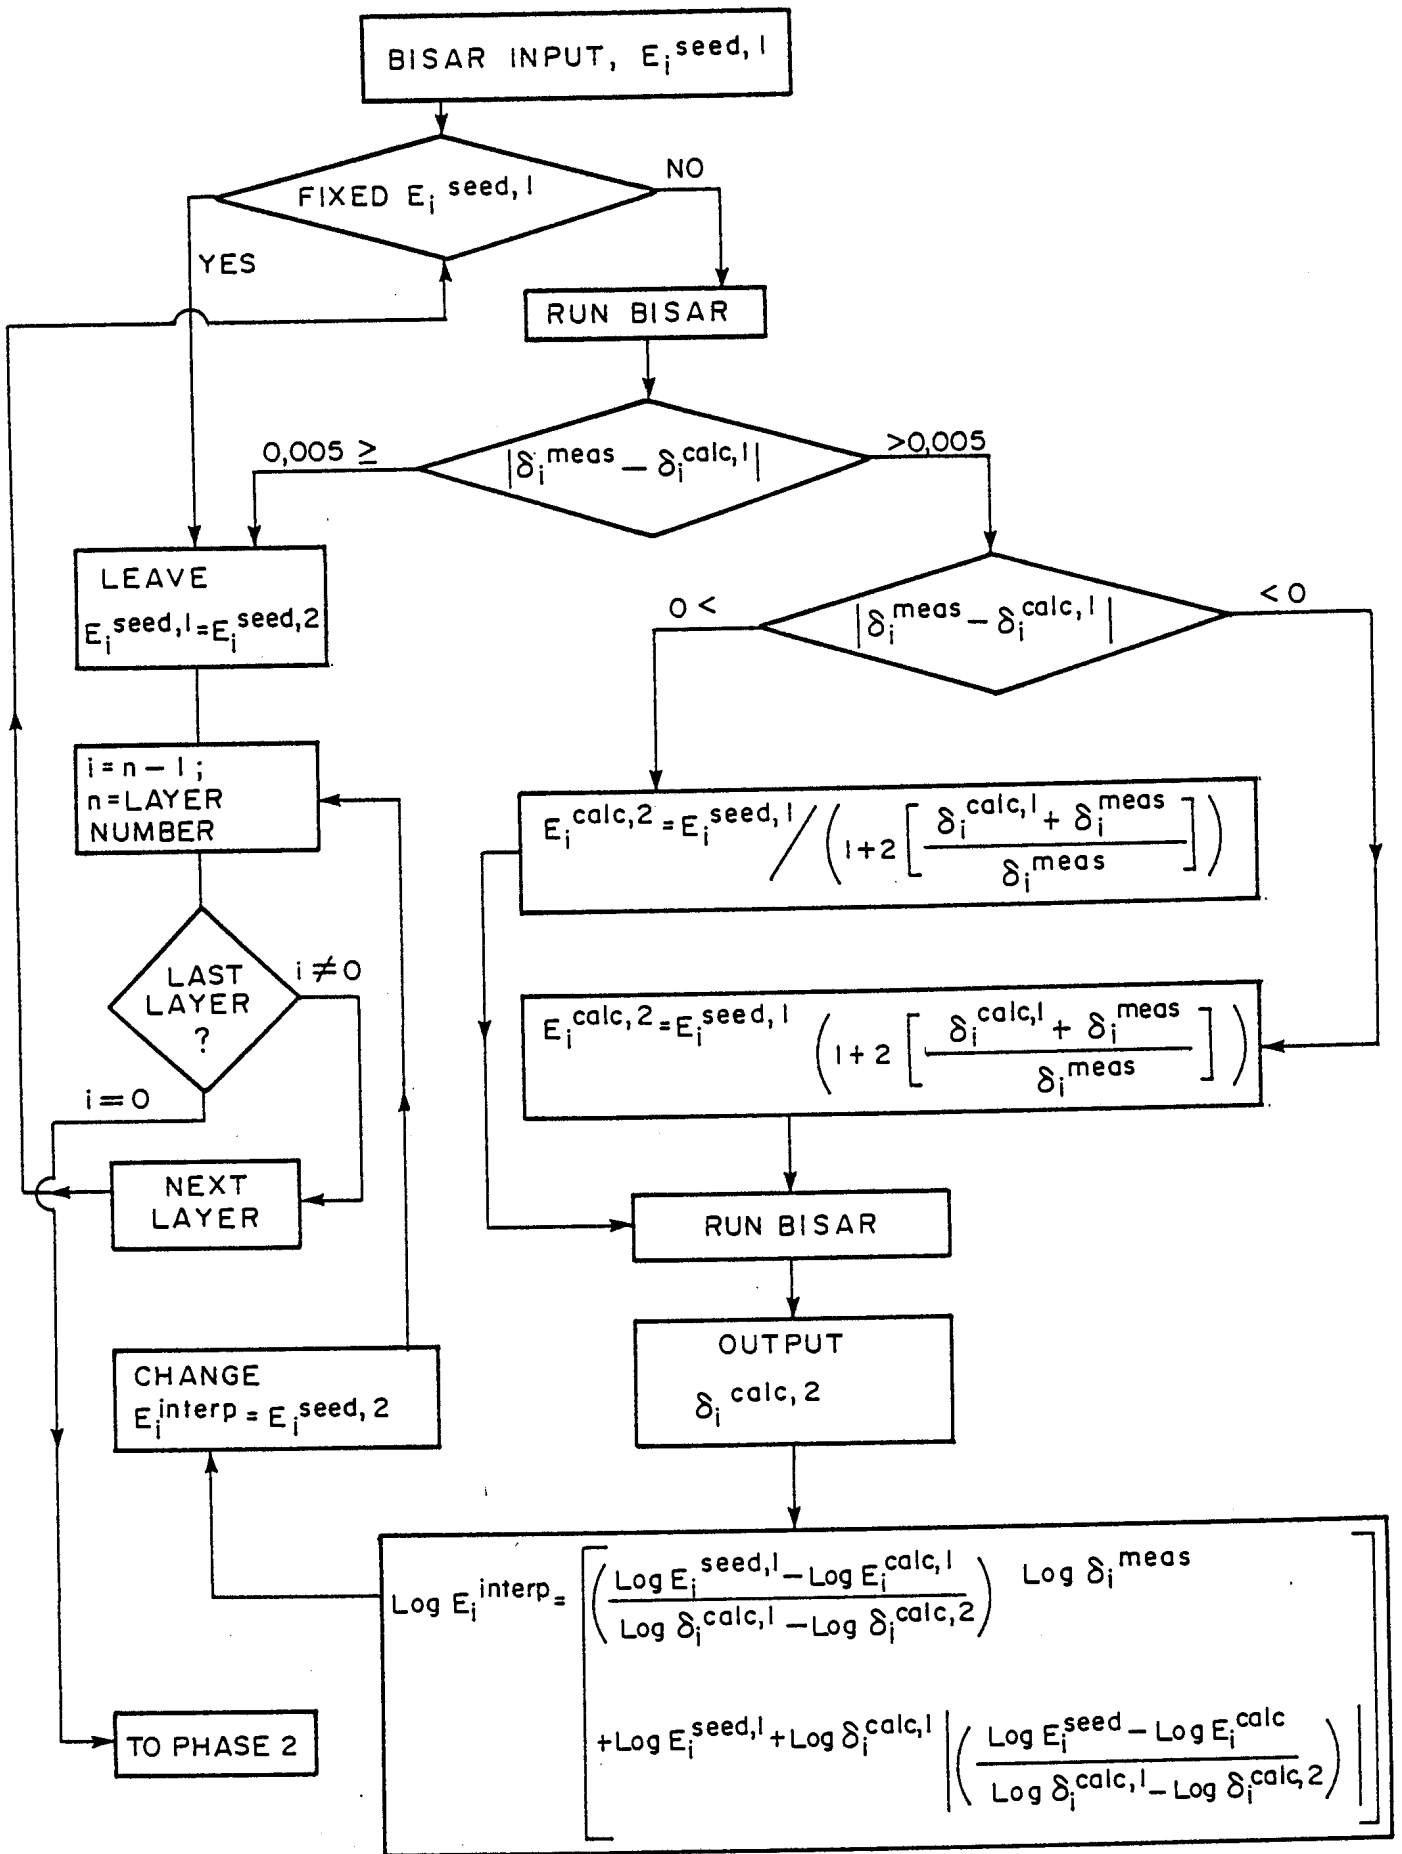 BISAR INPUT, E_i^seed,1
FIXED E_i^seed,1
NO
YES
RUN BISAR
0,005 ≥
|δ_i^meas – δ_i^calc,1|
>0,005
LEAVE
E_i^seed,1=E_i^seed,2
0 <
|δ_i^meas – δ_i^calc,1|
< 0
i = n – 1 ;
n = LAYER
NUMBER
E_i^calc,2 = E_i^seed,1 / (1+2 [ (δ_i^calc,1 + δ_i^meas) / δ_i^meas ])
LAST
LAYER
?
i ≠ 0
i = 0
E_i^calc,2 = E_i^seed,1 (1+2 [ (δ_i^calc,1 + δ_i^meas) / δ_i^meas ])
NEXT
LAYER
RUN BISAR
OUTPUT
δ_i^calc,2
CHANGE
E_i^interp = E_i^seed,2
Log E_i^interp = [ ( (Log E_i^seed,1 – Log E_i^calc,1) / (Log δ_i^calc,1 – Log δ_i^calc,2) ) Log δ_i^meas
+Log E_i^seed,1 + Log δ_i^calc,1 | ( (Log E_i^seed – Log E_i^calc) / (Log δ_i^calc,1 – Log δ_i^calc,2) ) | ]
TO PHASE 2